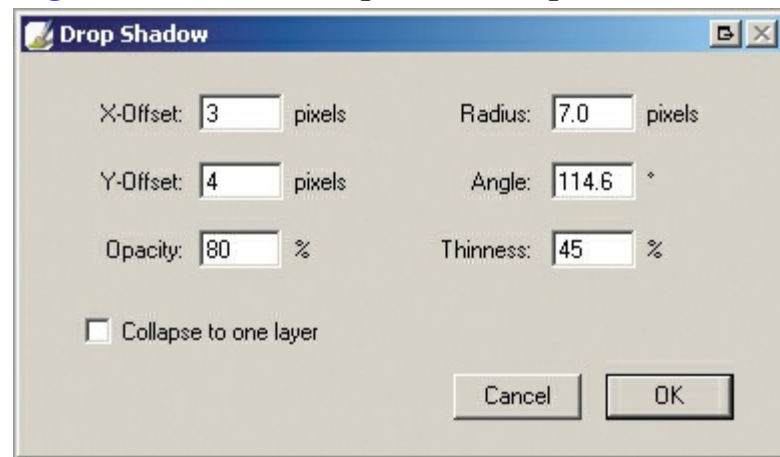 Drop Shadow
X-Offset: 3 pixels Radius: 7.0 pixels
Y-Offset: 4 pixels Angle: 114.6 °
Opacity: 80 % Thinness: 45 %
Collapse to one layer
Cancel OK